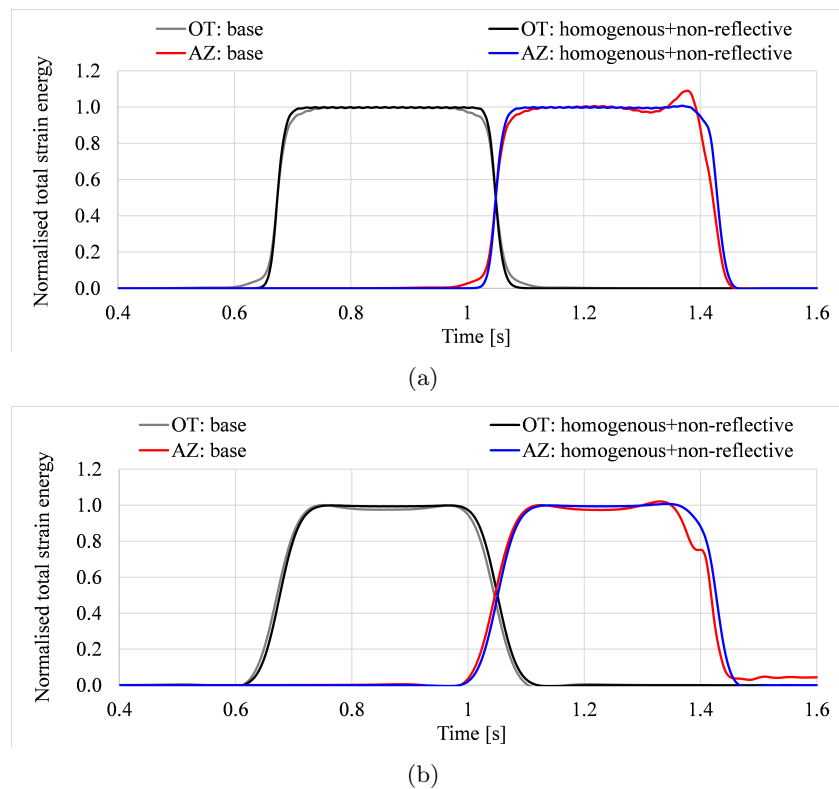 OT: base
OT: homogenous+non-reflective
AZ: base
AZ: homogenous+non-reflective
Normalised total strain energy
1.2
1.0
0.8
0.6
0.4
0.2
0.0
0.4 0.6 0.8 1 1.2 1.4 1.6
Time [s]
(a)
OT: base
OT: homogenous+non-reflective
AZ: base
AZ: homogenous+non-reflective
Normalised total strain energy
1.2
1.0
0.8
0.6
0.4
0.2
0.0
0.4 0.6 0.8 1 1.2 1.4 1.6
Time [s]
(b)